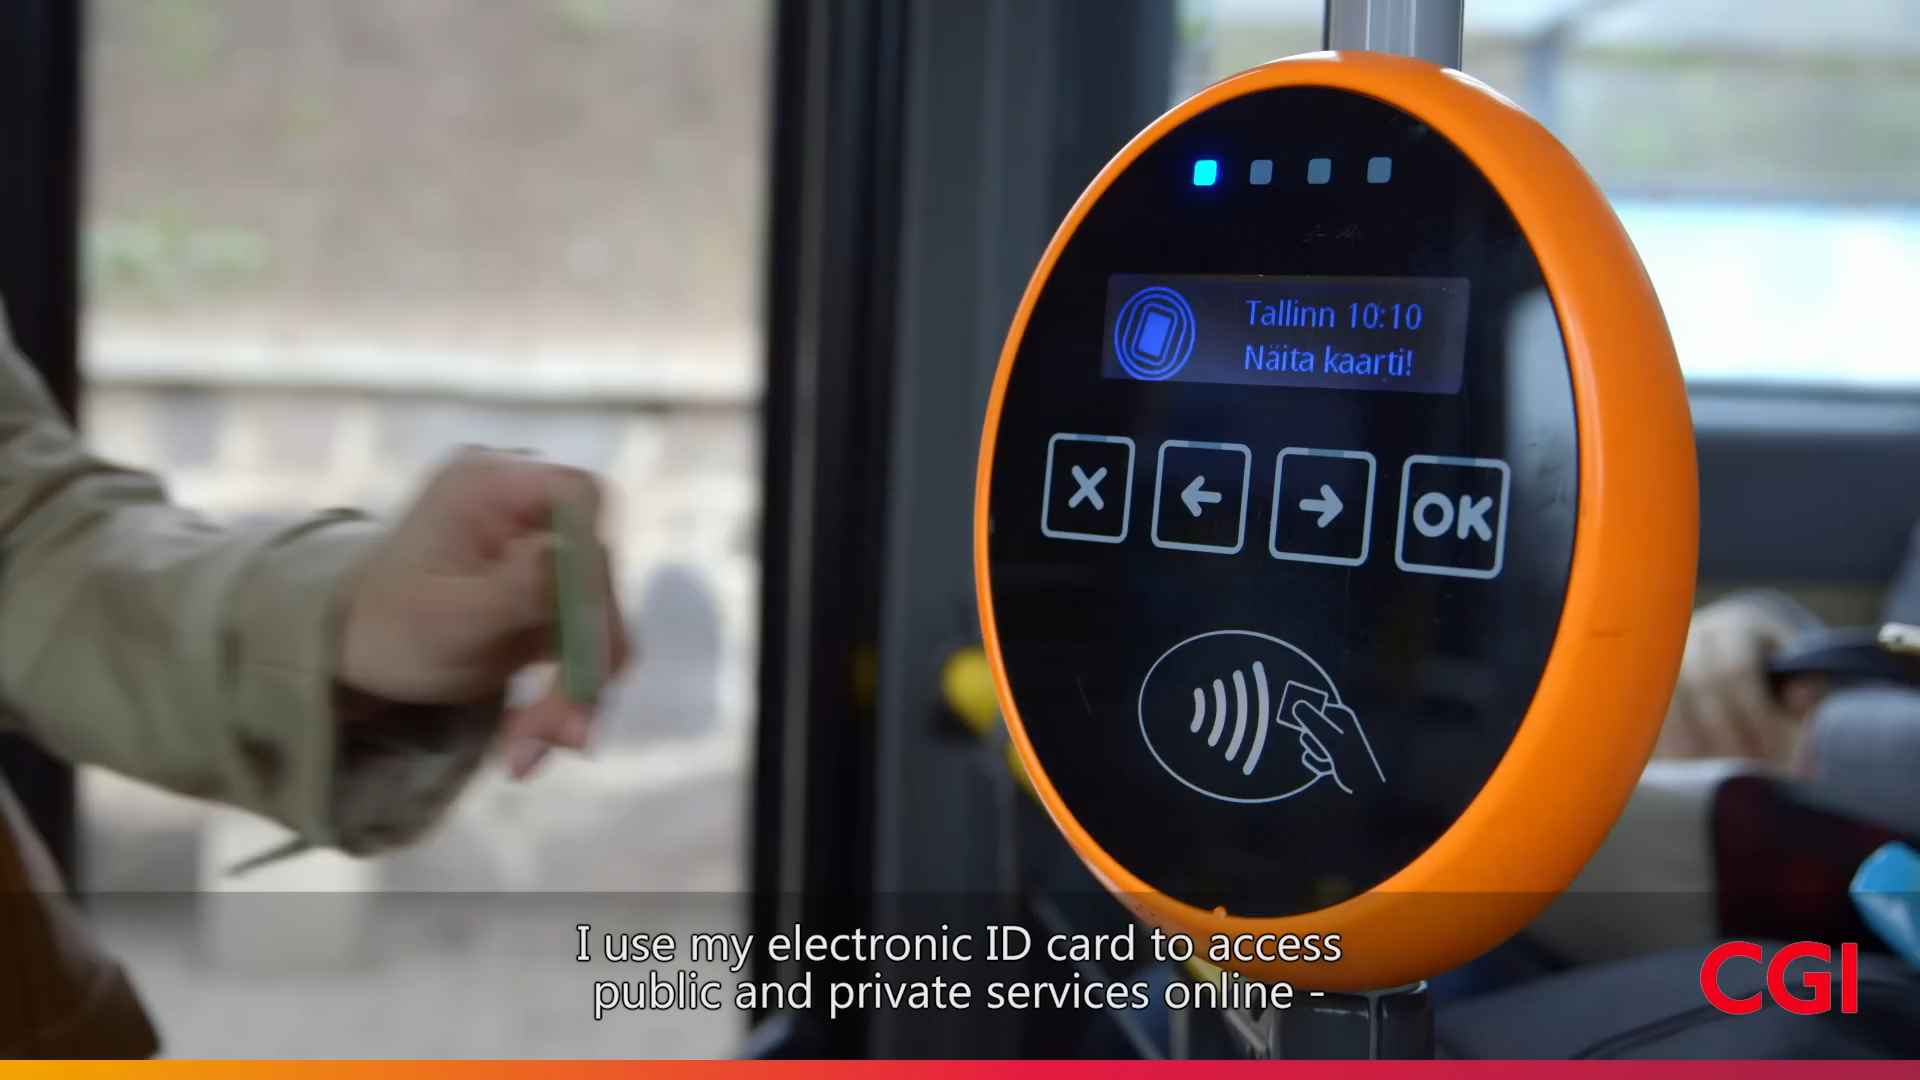 Tallinn 10:10
Näita kaarti!
OK
I use my electronic ID card to access
public and private services online -
CGI